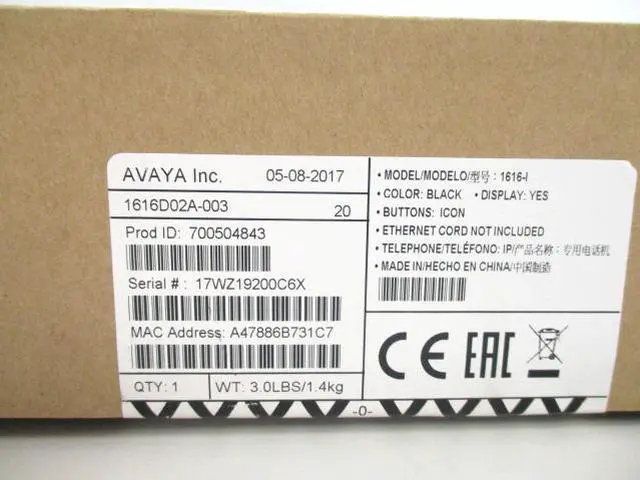 AVAYA Inc. 05-08-2017
1616D02A-003 20
Prod ID: 700504843
Serial # : 17WZ19200C6X
MAC Address: A47886B731C7
QTY: 1 WT: 3.0LBS/1.4kg
• MODEL/MODELO/型号: 1616-I
• COLOR: BLACK • DISPLAY: YES
• BUTTONS: ICON
• ETHERNET CORD NOT INCLUDED
• TELEPHONE/TELÉFONO: IP/产品名称: 专用电话机
• MADE IN/HECHO EN CHINA/中国制造
CE EAC
-0-